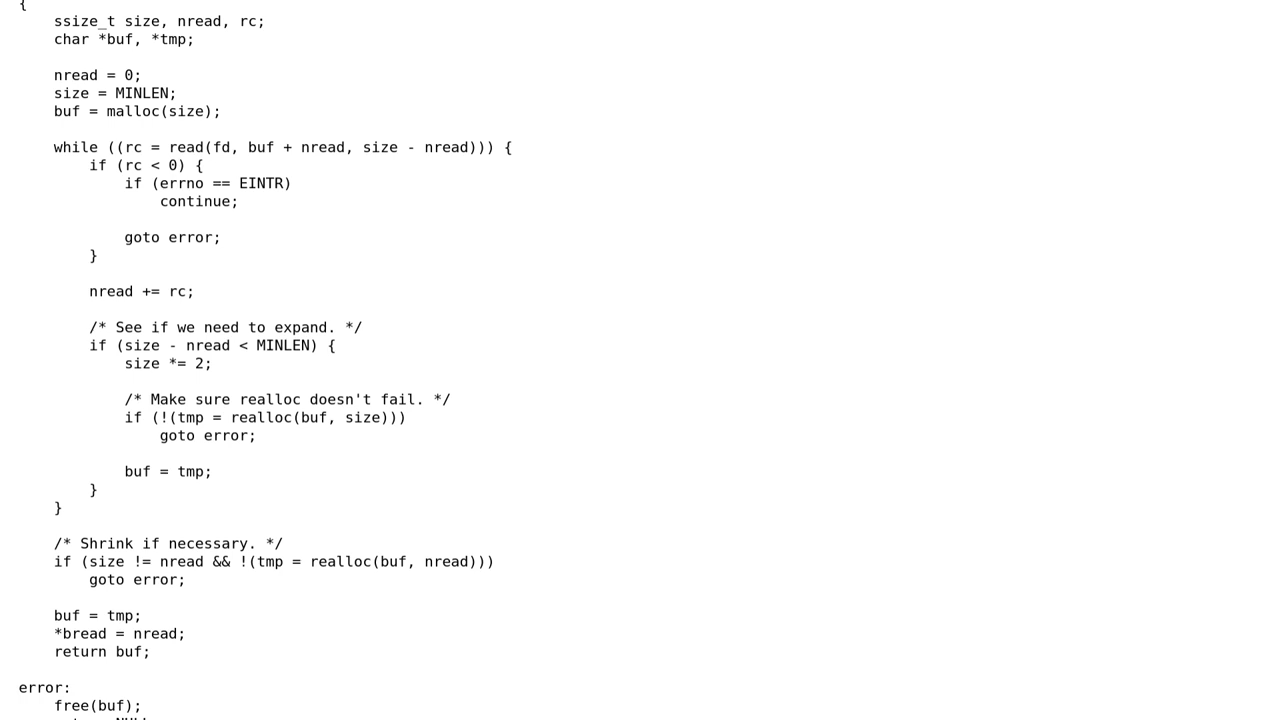 {
    ssize_t size, nread, rc;
    char *buf, *tmp;

    nread = 0;
    size = MINLEN;
    buf = malloc(size);

    while ((rc = read(fd, buf + nread, size - nread))) {
        if (rc < 0) {
            if (errno == EINTR)
                continue;

            goto error;
        }

        nread += rc;

        /* See if we need to expand. */
        if (size - nread < MINLEN) {
            size *= 2;

            /* Make sure realloc doesn't fail. */
            if (!(tmp = realloc(buf, size)))
                goto error;

            buf = tmp;
        }
    }

    /* Shrink if necessary. */
    if (size != nread && !(tmp = realloc(buf, nread)))
        goto error;

    buf = tmp;
    *bread = nread;
    return buf;

error:
    free(buf);